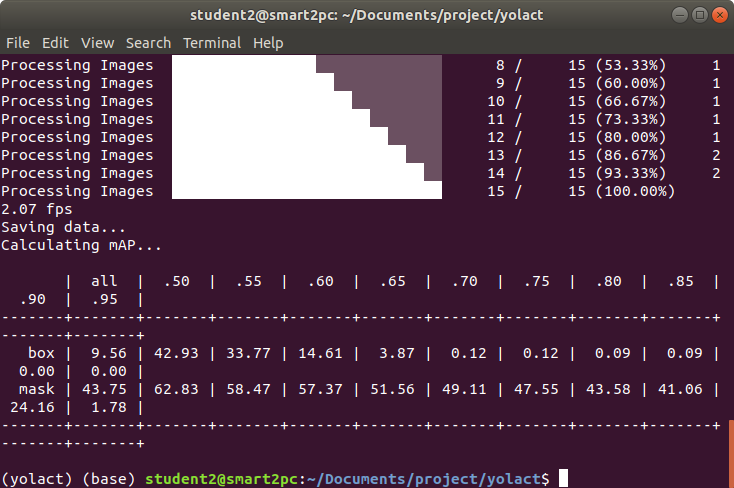 student2@smart2pc: ~/Documents/project/yolact
File Edit View Search Terminal Help
Processing Images 8 / 15 (53.33%) 1
Processing Images 9 / 15 (60.00%) 1
Processing Images 10 / 15 (66.67%) 1
Processing Images 11 / 15 (73.33%) 1
Processing Images 12 / 15 (80.00%) 1
Processing Images 13 / 15 (86.67%) 2
Processing Images 14 / 15 (93.33%) 2
Processing Images 15 / 15 (100.00%)
2.07 fps
Saving data...
Calculating mAP...
| all | .50 | .55 | .60 | .65 | .70 | .75 | .80 | .85 |
.90 | .95 |
-------+-------+-------+-------+-------+-------+-------+-------+-------+-------+
-------+-------+
box | 9.56 | 42.93 | 33.77 | 14.61 | 3.87 | 0.12 | 0.12 | 0.09 | 0.09 |
0.00 | 0.00 |
mask | 43.75 | 62.83 | 58.47 | 57.37 | 51.56 | 49.11 | 47.55 | 43.58 | 41.06 |
24.16 | 1.78 |
-------+-------+-------+-------+-------+-------+-------+-------+-------+-------+
-------+-------+
(yolact) (base) student2@smart2pc:~/Documents/project/yolact$